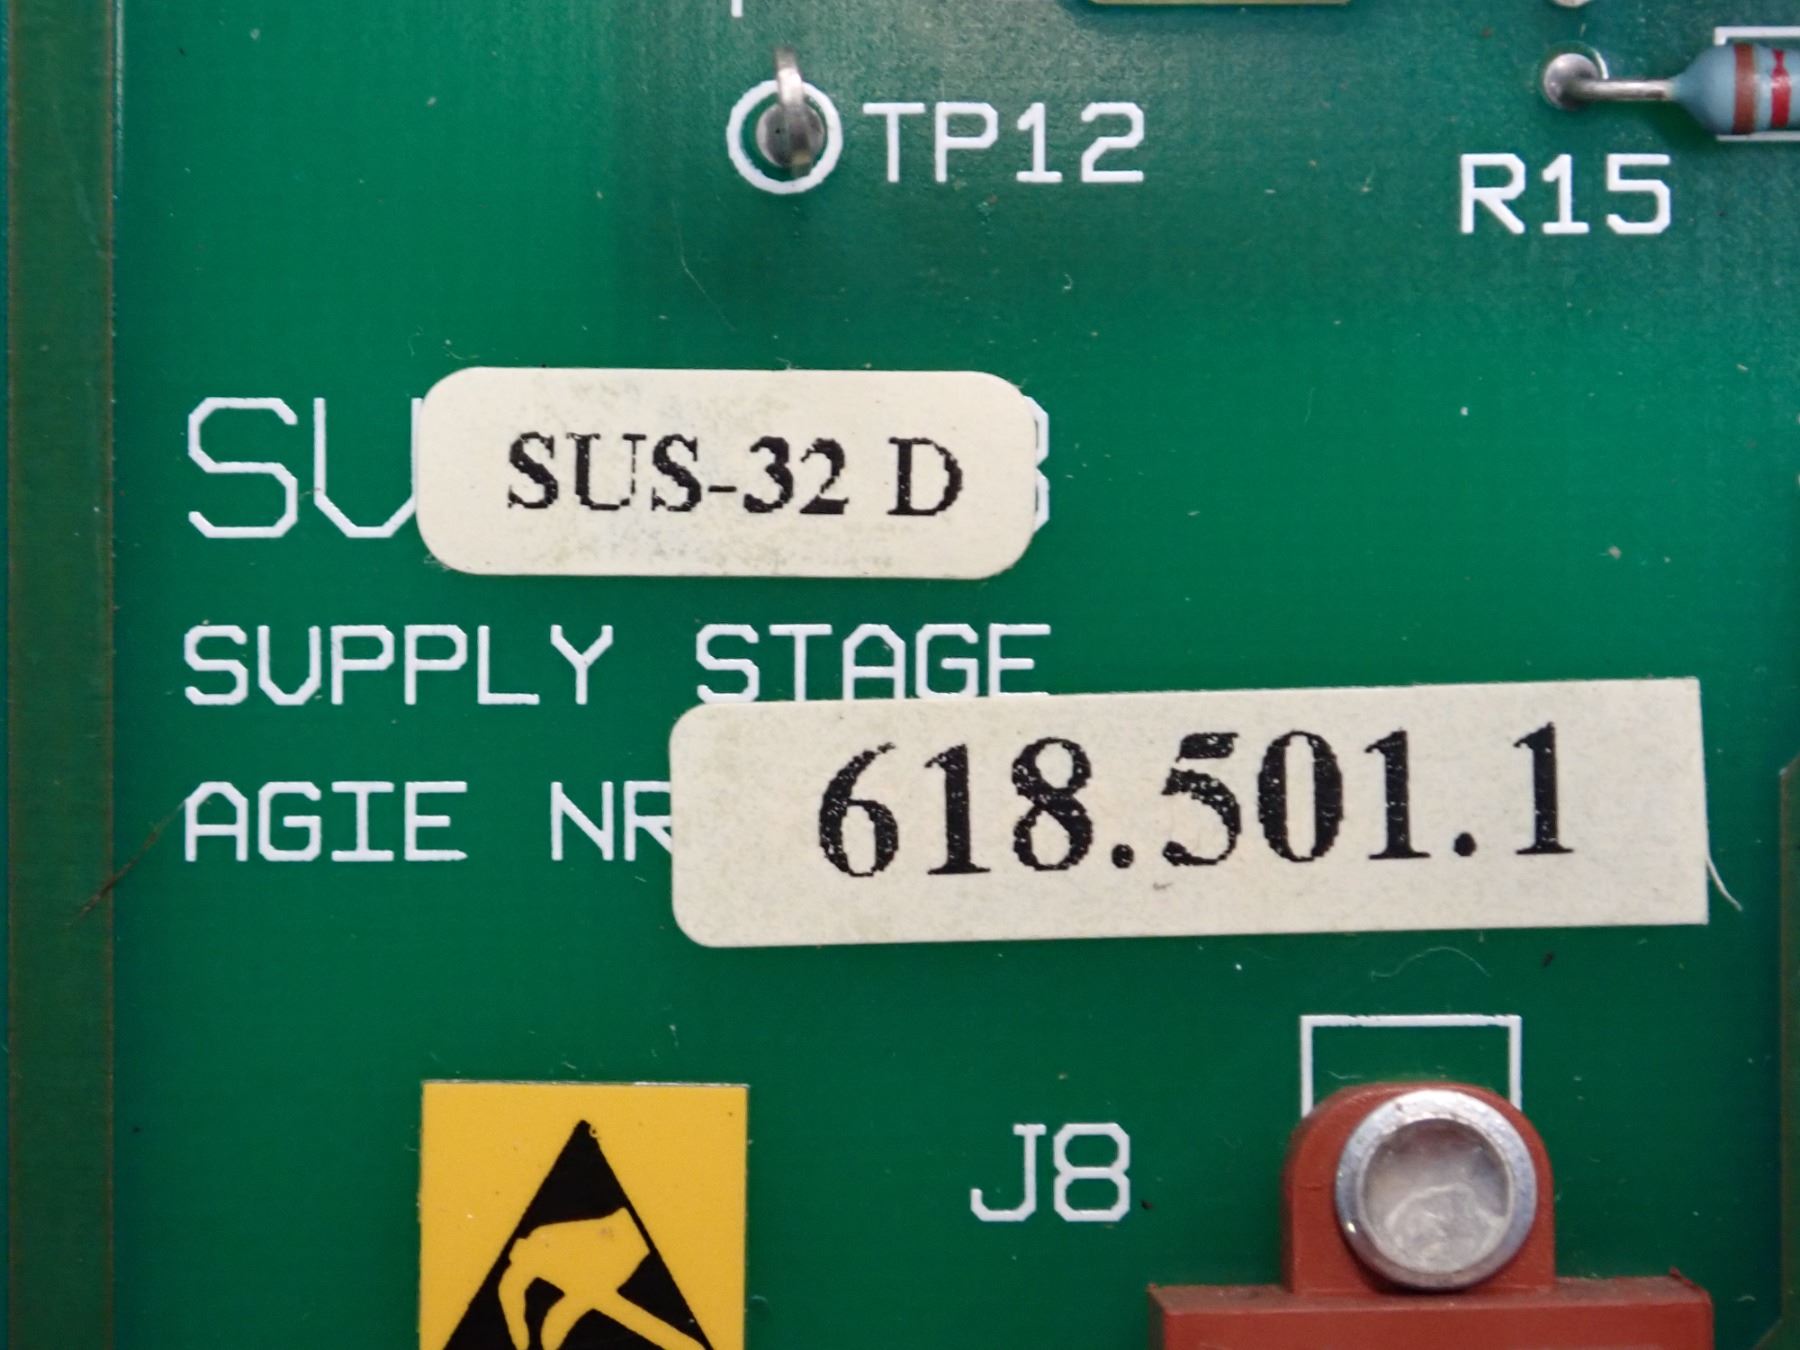 TP12
R15
SUS-32 D
SUPPLY STAGE
AGIE NR
618.501.1
J8